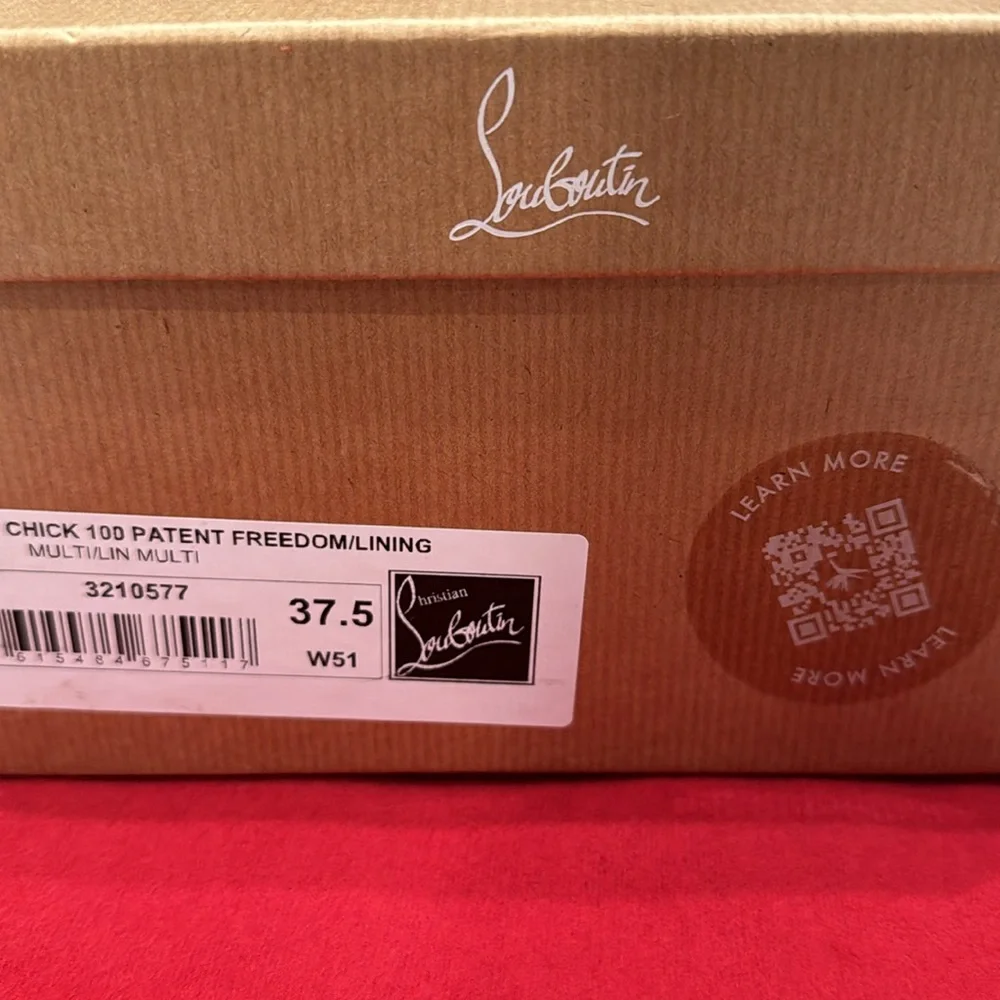 Louboutin
LEARN MORE
CHICK 100 PATENT FREEDOM/LINING
MULTI/LIN MULTI
3210577
37.5
W51
615484675117
Christian
Louboutin
LEARN MORE